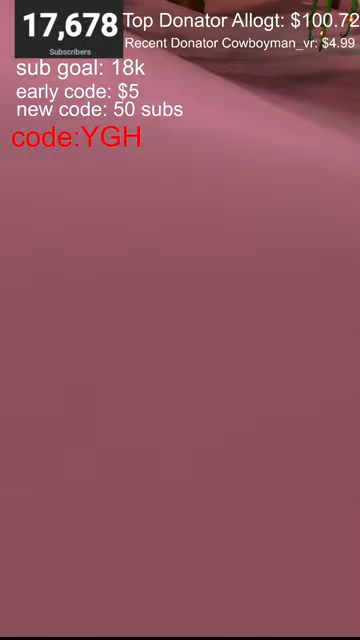 17,678
Subscribers
Top Donator Allogt: $100.72
Recent Donator Cowboyman_vr: $4.99
sub goal: 18k
early code: $5
new code: 50 subs
code:YGH